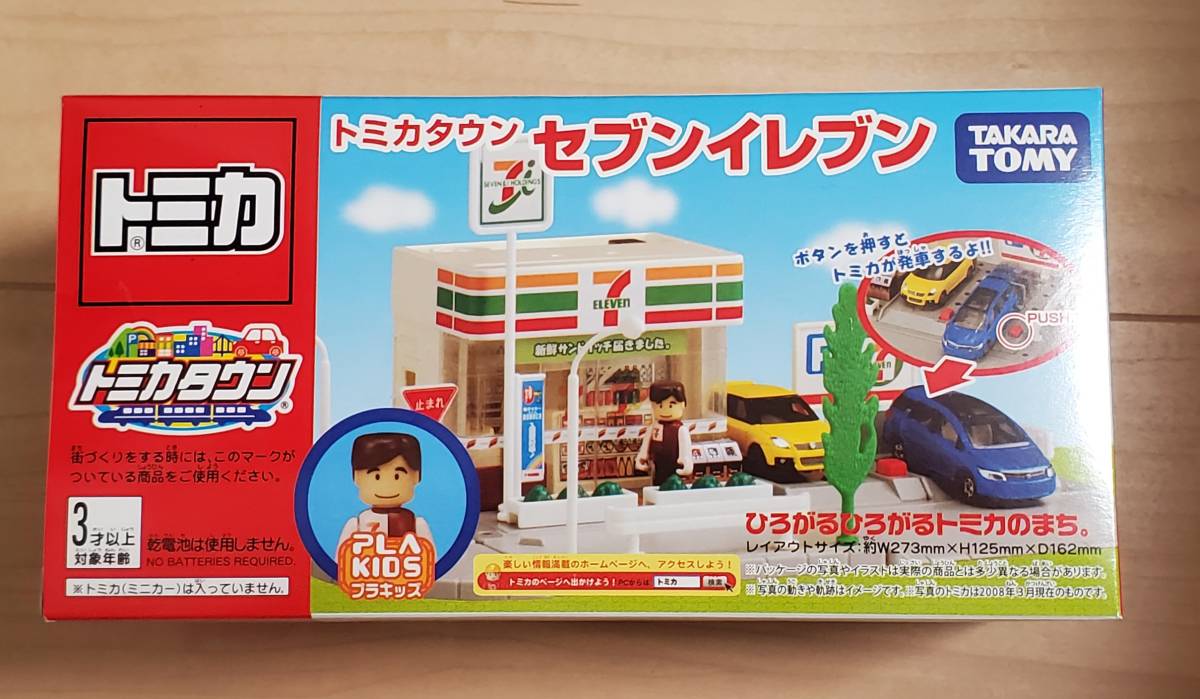 トミカ
®
トミカタウン
®
街づくりをする時には、このマークが
ついている商品をご使用ください。
3才以上
対象年齢
乾電池は使用しません。
NO BATTERIES REQUIRED.
※トミカ(ミニカー)は入っていません。
トミカタウン セブンイレブン
TAKARA
TOMY
7
SEVEN & i HOLDINGS
ボタンを押すと
トミカが発車するよ!!
PUSH
7
ELEVEN
新鮮サンドイッチ届きました。
止まれ
P
ELEVEN
PLA
KIDS
プラキッズ
ひろがるひろがるトミカのまち。
レイアウトサイズ:約W273mm×H125mm×D162mm
※パッケージの写真やイラストは実際の商品とは多少異なる場合があります。
※写真の動きや軌跡はイメージです。※写真のトミカは2008年3月現在のものです。
楽しい情報満載のホームページへ、アクセスしよう!
トミカのページへ出かけよう! PCからは トミカ 検索